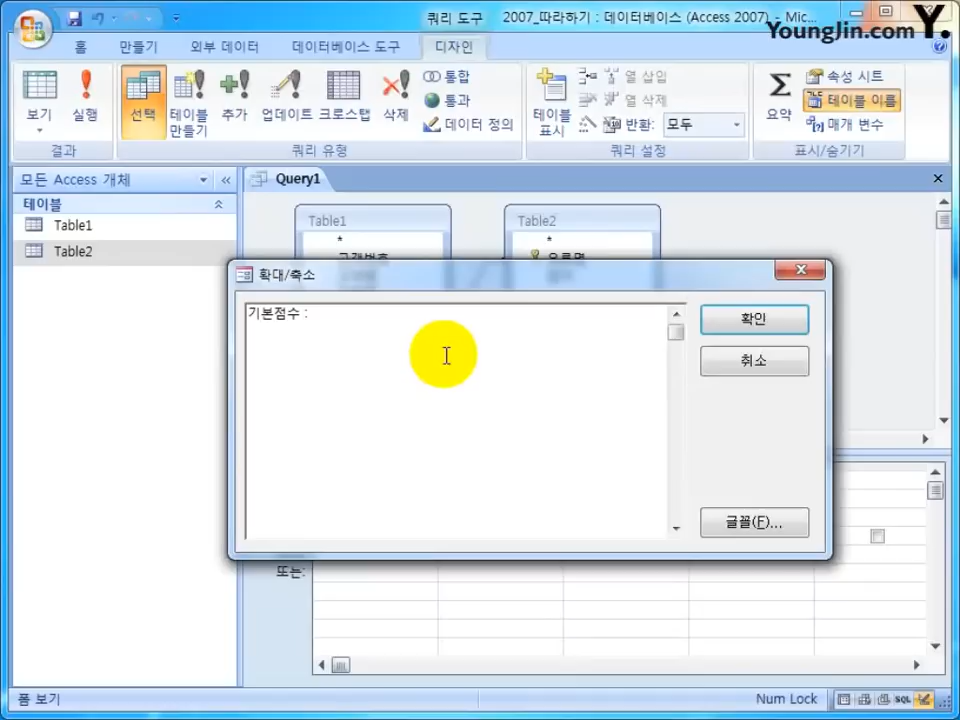 쿼리 도구
2007_따라하기 : 데이터베이스 (Access 2007) - Mic...
YoungJin.com Y.
홈 만들기 외부 데이터 데이터베이스 도구 디자인
보기 실행 선택 테이블 만들기 추가 업데이트 크로스탭 삭제
통합
통과
데이터 정의
테이블 표시
열 삽입
열 삭제
반환: 모두
요약
속성 시트
테이블 이름
매개 변수
결과 쿼리 유형 쿼리 설정 표시/숨기기
모든 Access 개체
테이블
Table1
Table2
Query1
Table1 Table2
* *
고객번호
확대/축소
기본점수 :
확인
취소
글꼴(F)...
또는:
폼 보기 Num Lock SQL